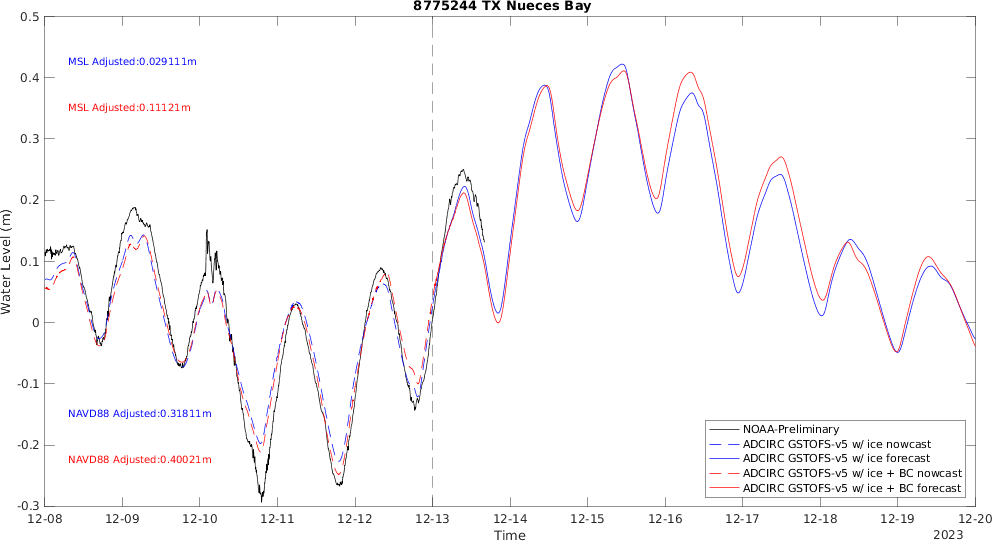 8775244 TX Nueces Bay
0.5
0.4
0.3
0.2
0.1
0
-0.1
-0.2
-0.3
Water Level (m)
MSL Adjusted:0.029111m
MSL Adjusted:0.11121m
NAVD88 Adjusted:0.31811m
NAVD88 Adjusted:0.40021m
NOAA-Preliminary
ADCIRC GSTOFS-v5 w/ ice nowcast
ADCIRC GSTOFS-v5 w/ ice forecast
ADCIRC GSTOFS-v5 w/ ice + BC nowcast
ADCIRC GSTOFS-v5 w/ ice + BC forecast
12-08 12-09 12-10 12-11 12-12 12-13 12-14 12-15 12-16 12-17 12-18 12-19 12-20
Time
2023